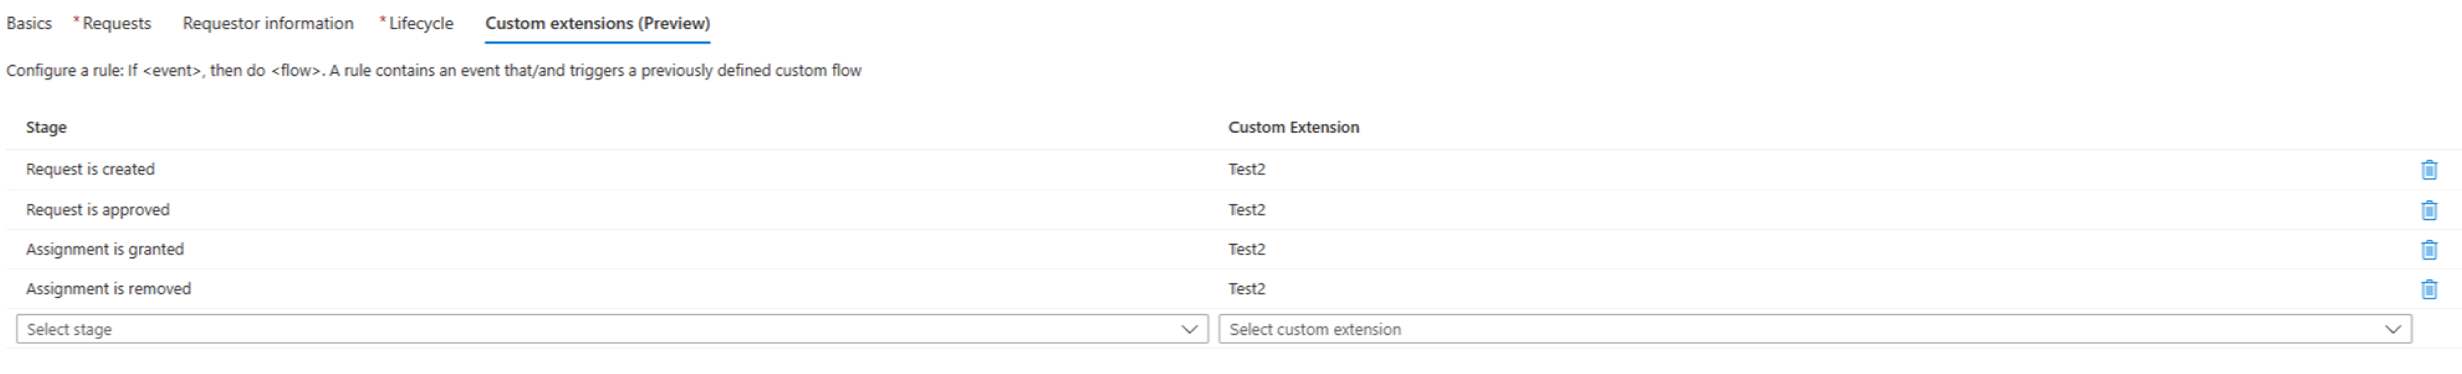 Basics * Requests Requestor information * Lifecycle Custom extensions (Preview)
Configure a rule: If <event>, then do <flow>. A rule contains an event that/and triggers a previously defined custom flow
Stage Custom Extension
Request is created Test2
Request is approved Test2
Assignment is granted Test2
Assignment is removed Test2
Select stage Select custom extension